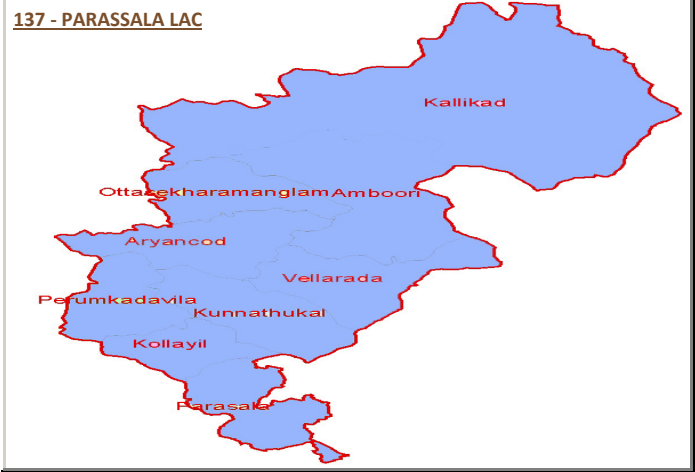 137 - PARASSALA LAC
Kallikad
Ottasekharamanglam Amboori
Aryancod
Vellarada
Perumkadavila
Kunnathukal
Kollayil
Parasala